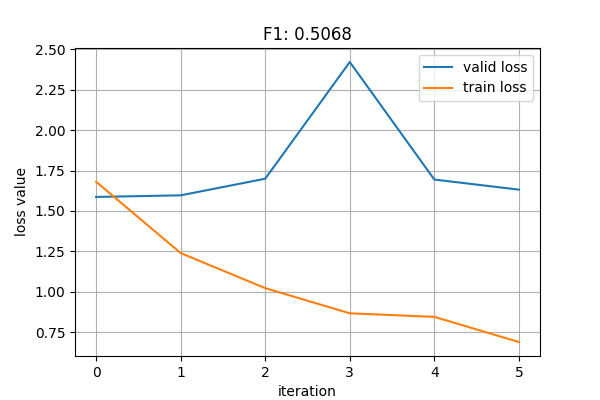 F1: 0.5068
2.50
2.25
2.00
1.75
1.50
1.25
1.00
0.75
loss value
valid loss
train loss
0 1 2 3 4 5
iteration